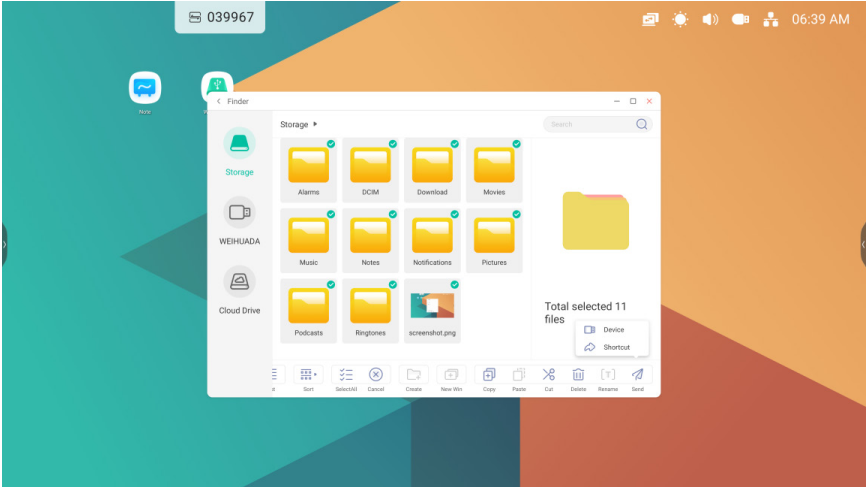 039967
06:39 AM
Note
Finder
Storage
Search
Storage
WEIHUADA
Cloud Drive
Alarms
DCIM
Download
Movies
Music
Notes
Notifications
Pictures
Podcasts
Ringtones
screenshot.png
Total selected 11
files
Device
Shortcut
Sort
SelectAll
Cancel
Create
New Win
Copy
Paste
Cut
Delete
Rename
Send